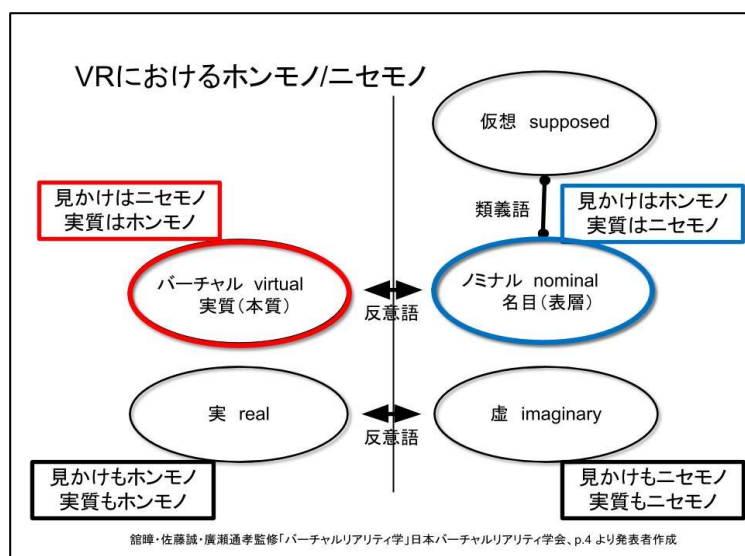 VRにおけるホンモノ/ニセモノ
仮想 supposed
見かけはニセモノ
実質はホンモノ
類義語
見かけはホンモノ
実質はニセモノ
バーチャル virtual
実質(本質)
反意語
ノミナル nominal
名目(表層)
実 real
反意語
虚 imaginary
見かけもホンモノ
実質もホンモノ
見かけもニセモノ
実質もニセモノ
舘暲・佐藤誠・廣瀬通孝監修「バーチャルリアリティ学」日本バーチャルリアリティ学会、p.4 より発表者作成